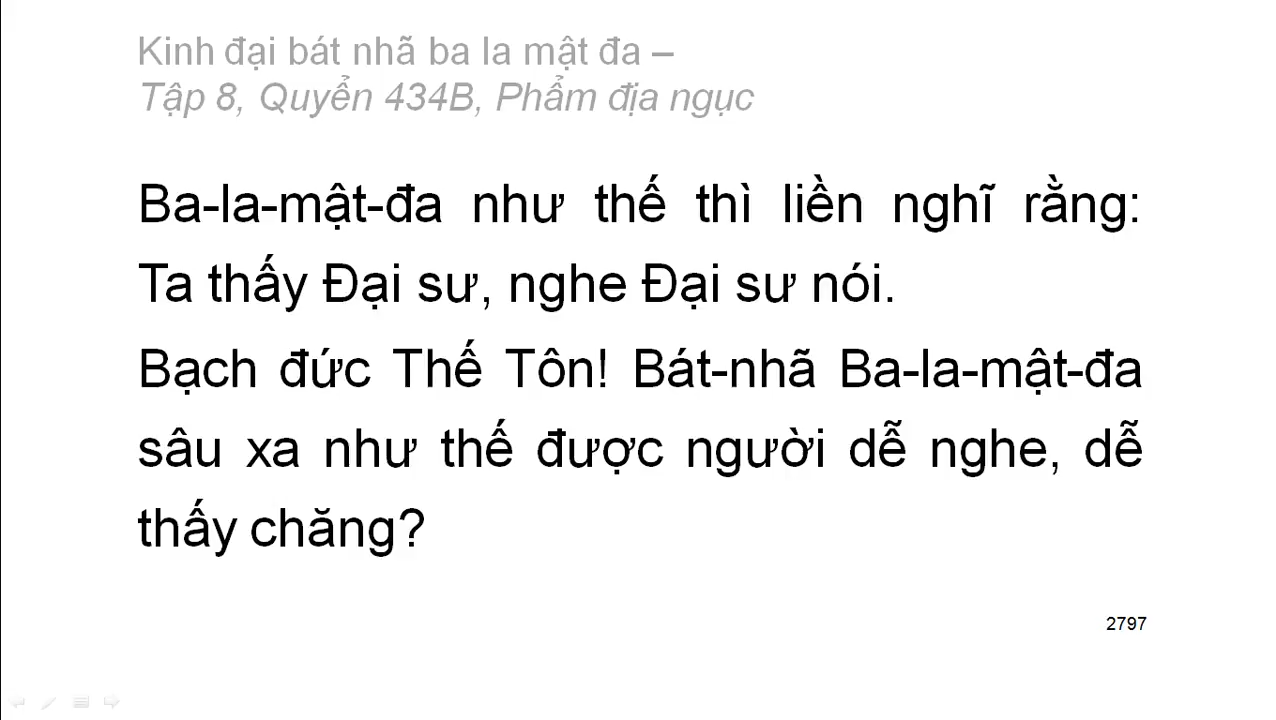 Kinh đại bát nhã ba la mật đa –
Tập 8, Quyển 434B, Phẩm địa ngục
Ba-la-mật-đa như thế thì liền nghĩ rằng:
Ta thấy Đại sư, nghe Đại sư nói.
Bạch đức Thế Tôn! Bát-nhã Ba-la-mật-đa
sâu xa như thế được người dễ nghe, dễ
thấy chăng?
2797